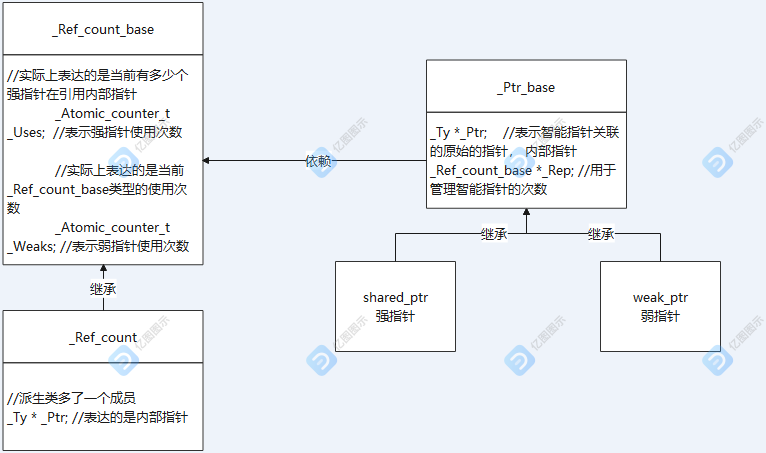 _Ref_count_base
//实际上表达的是当前有多少个
强指针在引用内部指针
_Atomic_counter_t
_Uses; //表示强指针使用次数
//实际上表达的是当前
_Ref_count_base类型的使用次
数
_Atomic_counter_t
_Weaks; //表示弱指针使用次数
继承
_Ref_count
//派生类多了一个成员
_Ty * _Ptr; //表达的是内部指针
依赖
_Ptr_base
_Ty *_Ptr; //表示智能指针关联
的原始的指针， 内部指针
_Ref_count_base *_Rep; //用于
管理智能指针的次数
继承
继承
shared_ptr
强指针
weak_ptr
弱指针
亿图图示
亿图图示
亿图图示
亿图图示
亿图图示
亿图图示
亿图图示
亿图图示